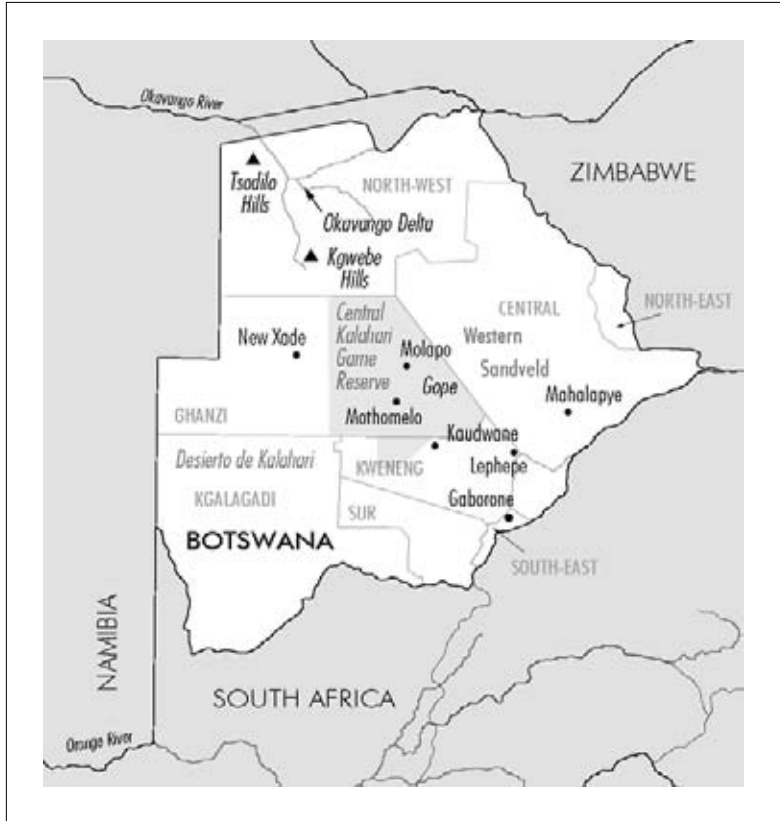 Okavango River
ZIMBABWE
Tsodilo
Hills
NORTH-WEST
Okavango Delta
Kgwebe
Hills
NORTH-EAST
CENTRAL
Central
Kalahari
Game
Reserve
Western
Sandveld
New Xade
Molapo
Gope
Mahalapye
Mathomelo
GHANZI
Kaudwane
Desierto de Kalahari
KWENENG
Lephepe
KGALAGADI
Gaborone
SUR
BOTSWANA
SOUTH-EAST
NAMIBIA
SOUTH AFRICA
Orange River